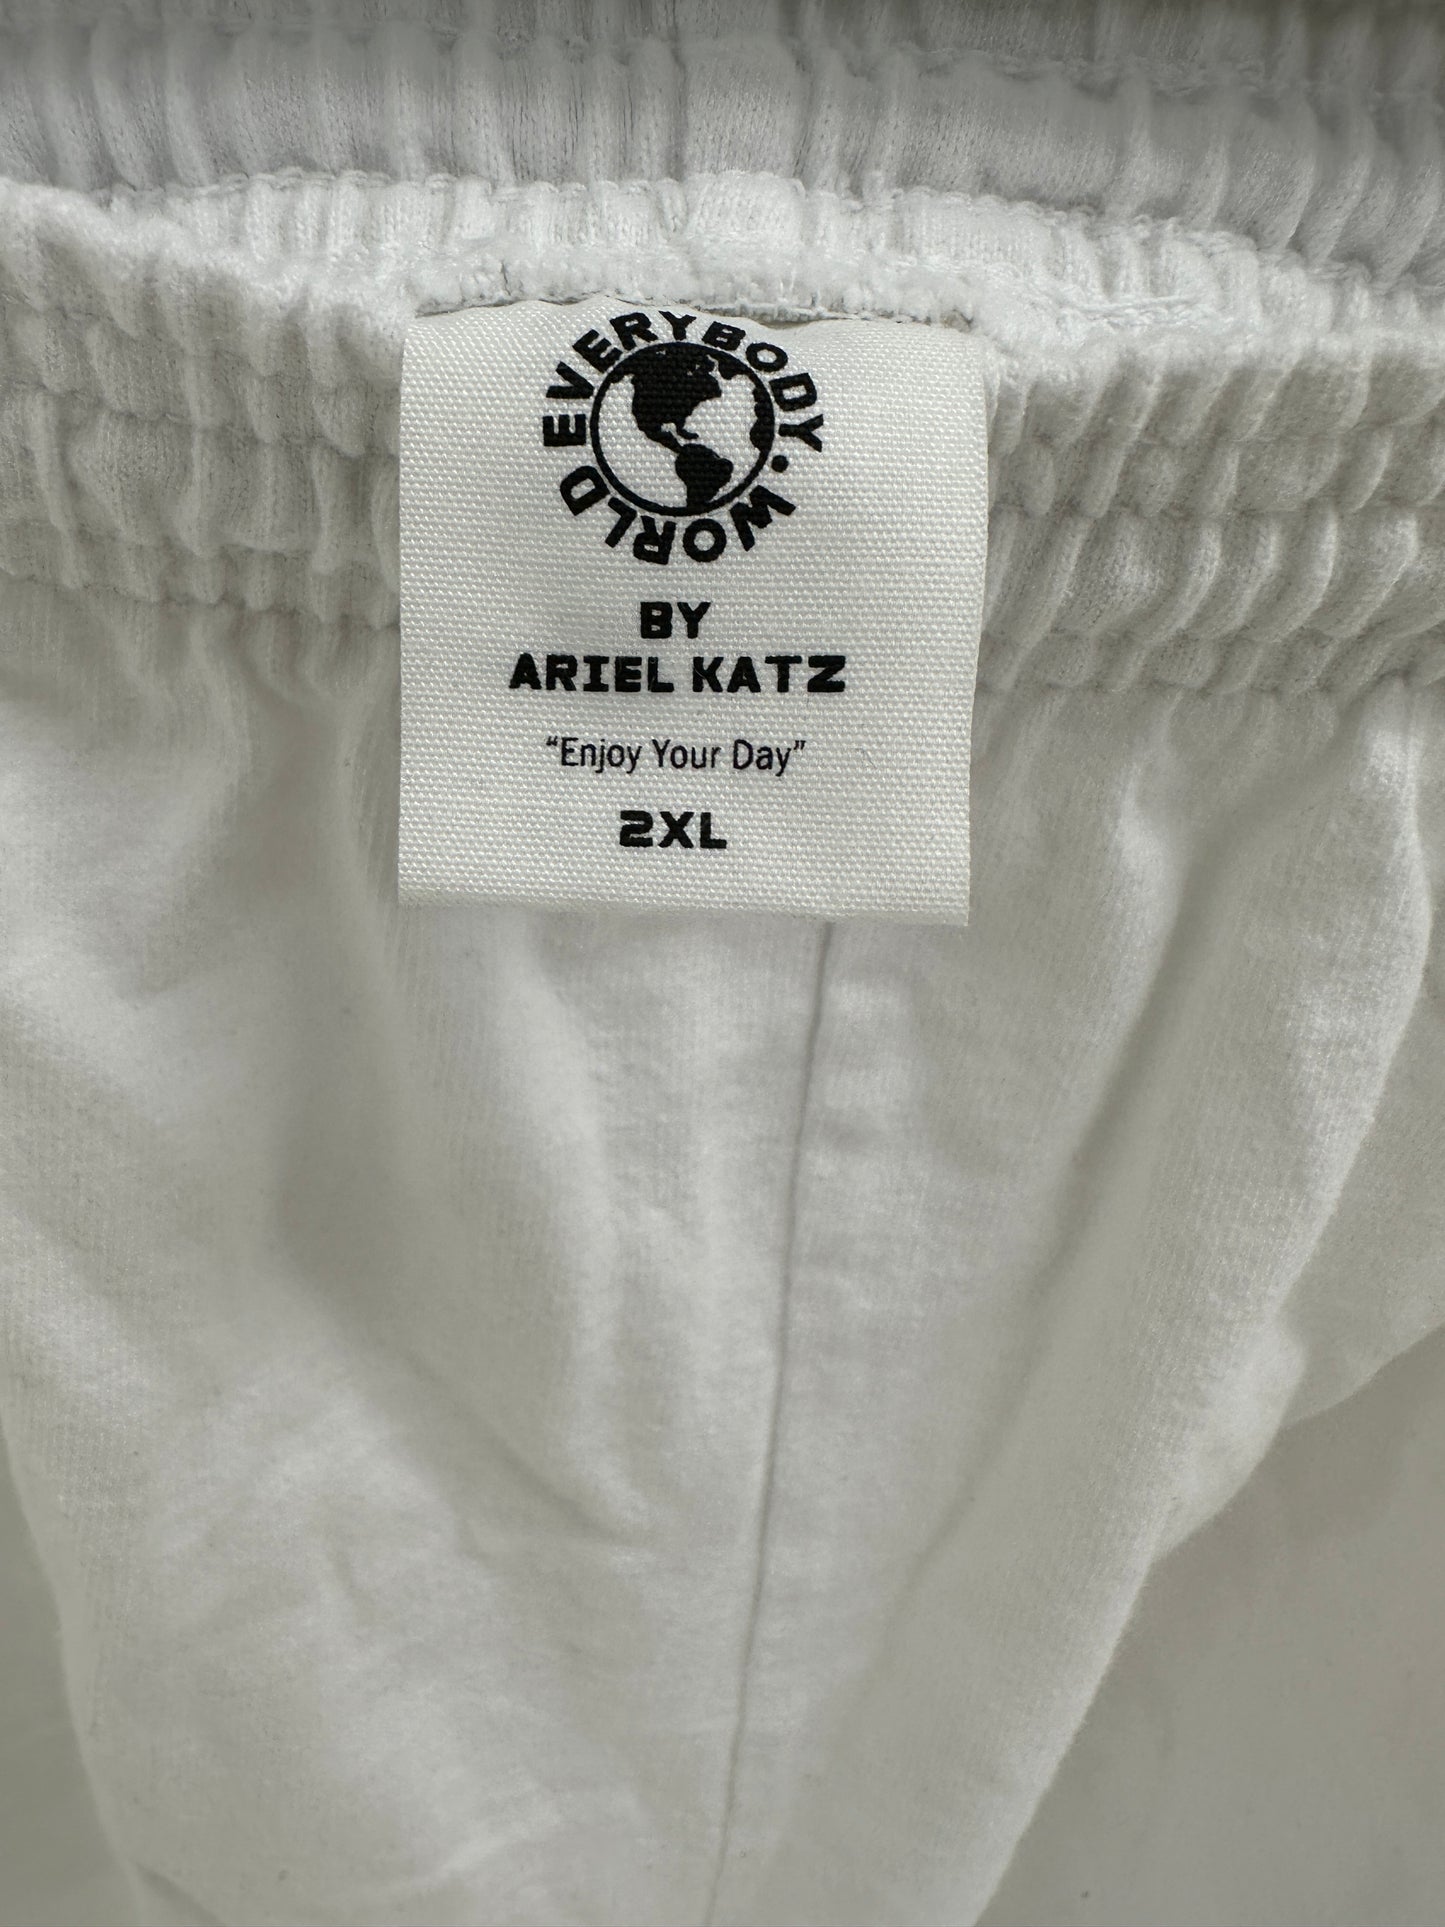 EVERYBODY · WORLD
BY
ARIEL KATZ
“Enjoy Your Day”
2XL